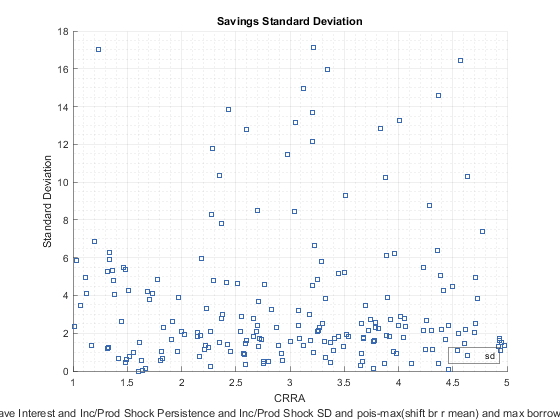 Savings Standard Deviation
18
16
14
12
10
8
6
4
2
0
Standard Deviation
sd
1 1.5 2 2.5 3 3.5 4 4.5 5
CRRA
ave Interest and Inc/Prod Shock Persistence and Inc/Prod Shock SD and pois-max(shift br r mean) and max borrow